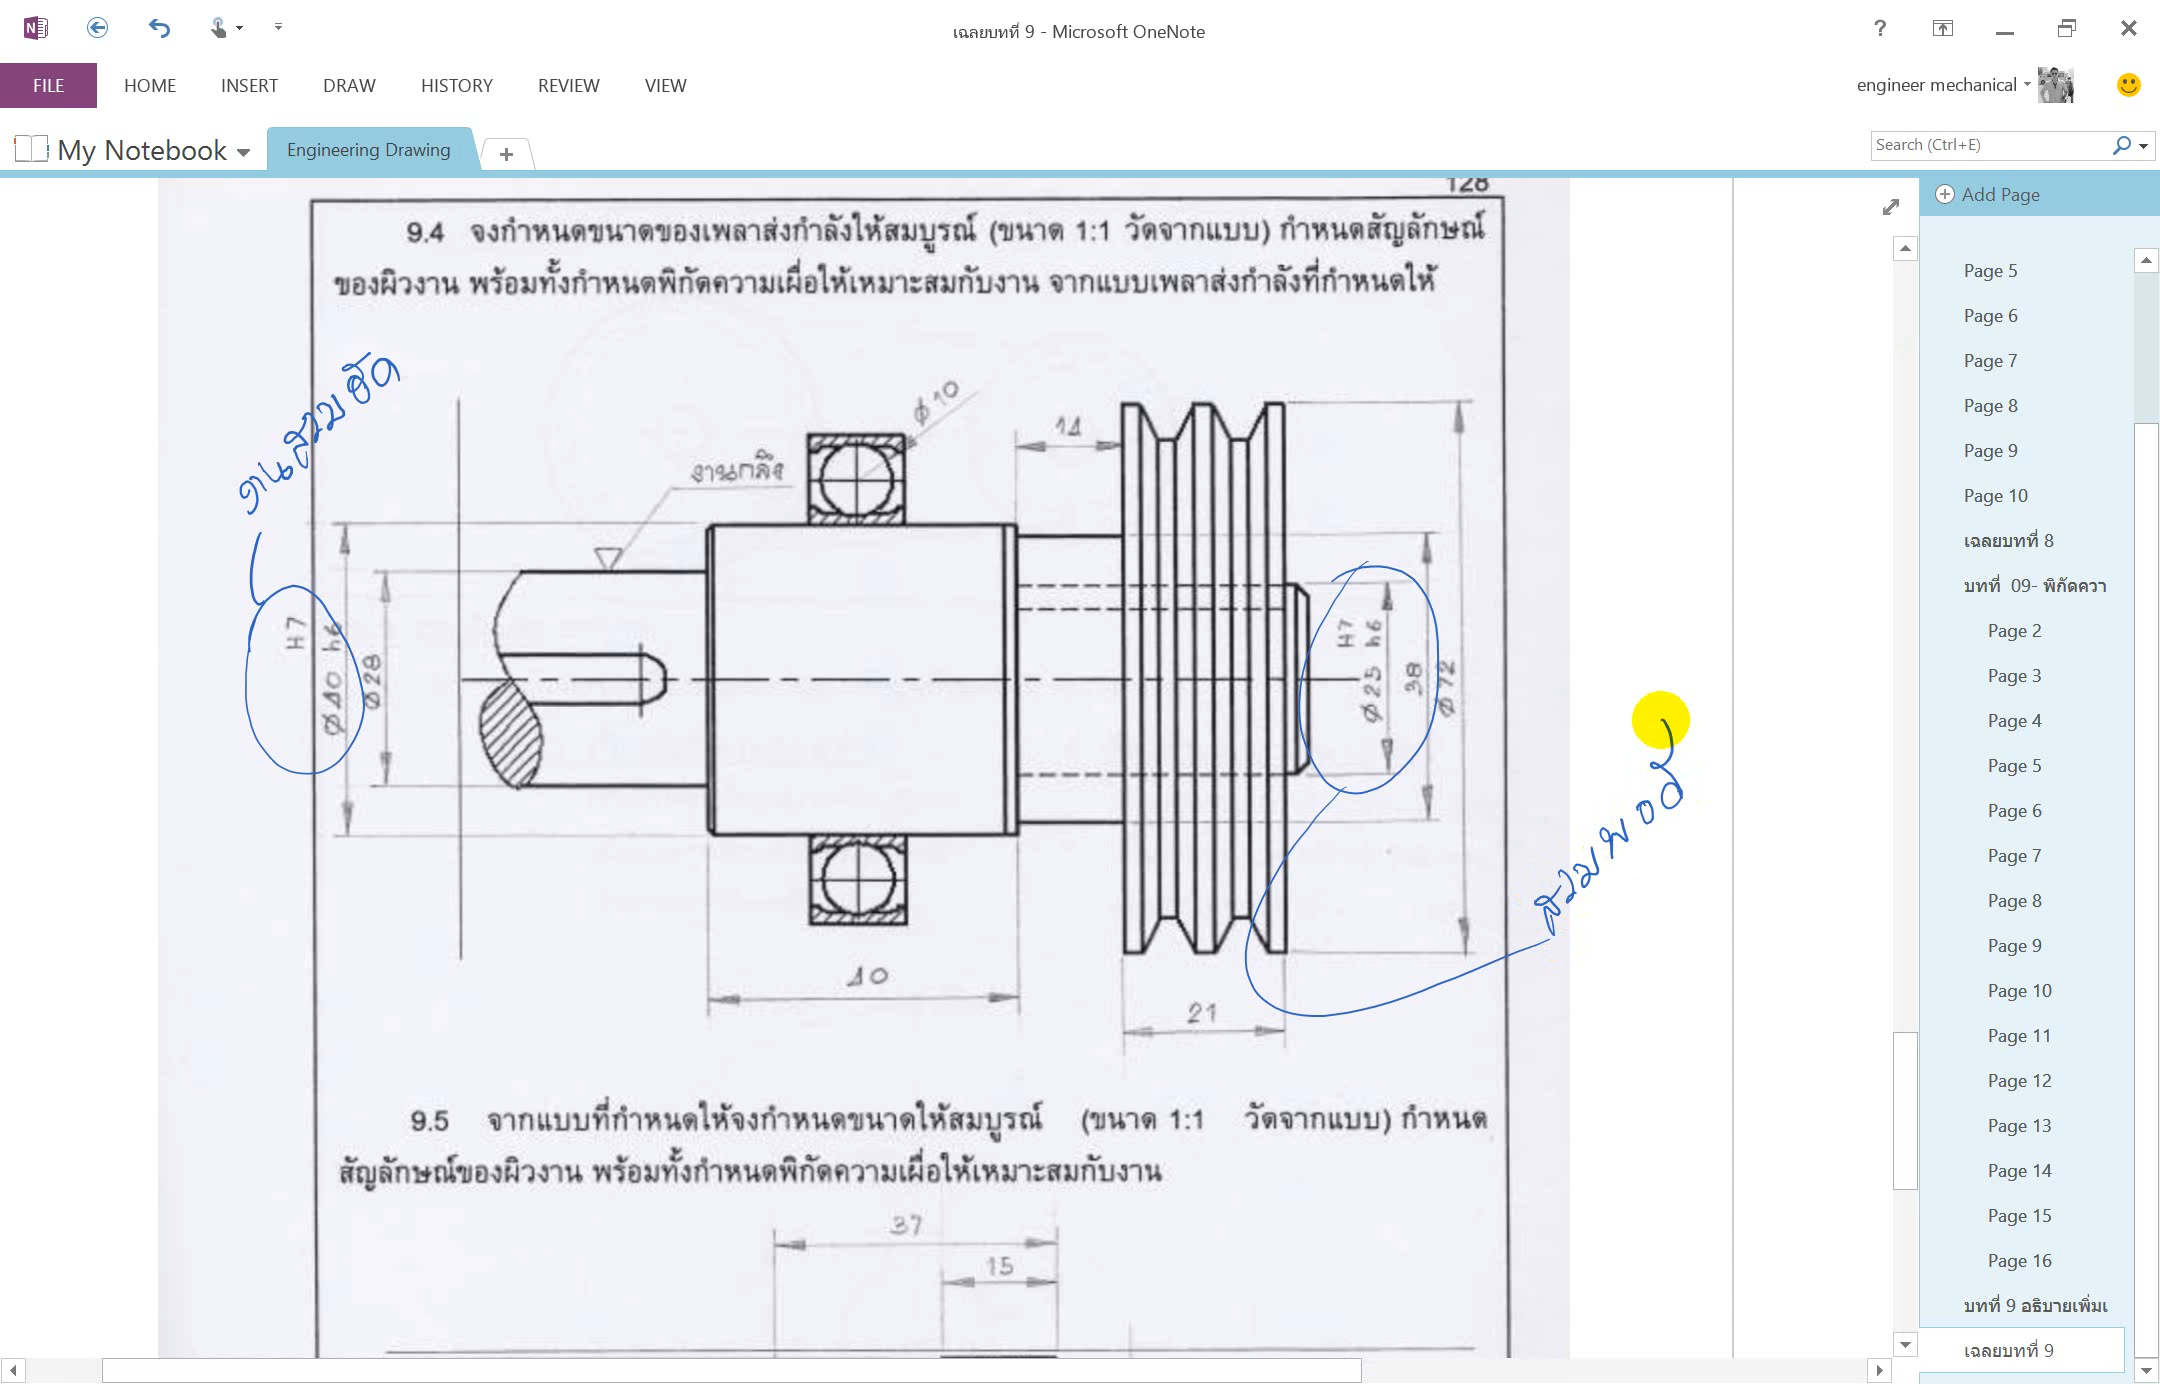 เฉลยบทที่ 9 - Microsoft OneNote
FILE
HOME
INSERT
DRAW
HISTORY
REVIEW
VIEW
engineer mechanical
My Notebook
Engineering Drawing
Search (Ctrl+E)
128
9.4 จงกำหนดขนาดของเพลาส่งกำลังให้สมบูรณ์ (ขนาด 1:1 วัดจากแบบ) กำหนดสัญลักษณ์
ของผิวงาน พร้อมทั้งกำหนดพิกัดความเผื่อให้เหมาะสมกับงาน จากแบบเพลาส่งกำลังที่กำหนดให้
งานสวมอัด
Ø10
14
งานกลึง
H7
Ø40 h6
Ø28
H7
Ø25 h6
38
Ø72
สวมพอดี
40
21
9.5 จากแบบที่กำหนดให้จงกำหนดขนาดให้สมบูรณ์ (ขนาด 1:1 วัดจากแบบ) กำหนด
สัญลักษณ์ของผิวงาน พร้อมทั้งกำหนดพิกัดความเผื่อให้เหมาะสมกับงาน
37
15
Add Page
Page 5
Page 6
Page 7
Page 8
Page 9
Page 10
เฉลยบทที่ 8
บทที่ 09- พิกัดควา
Page 2
Page 3
Page 4
Page 5
Page 6
Page 7
Page 8
Page 9
Page 10
Page 11
Page 12
Page 13
Page 14
Page 15
Page 16
บทที่ 9 อธิบายเพิ่มเ
เฉลยบทที่ 9